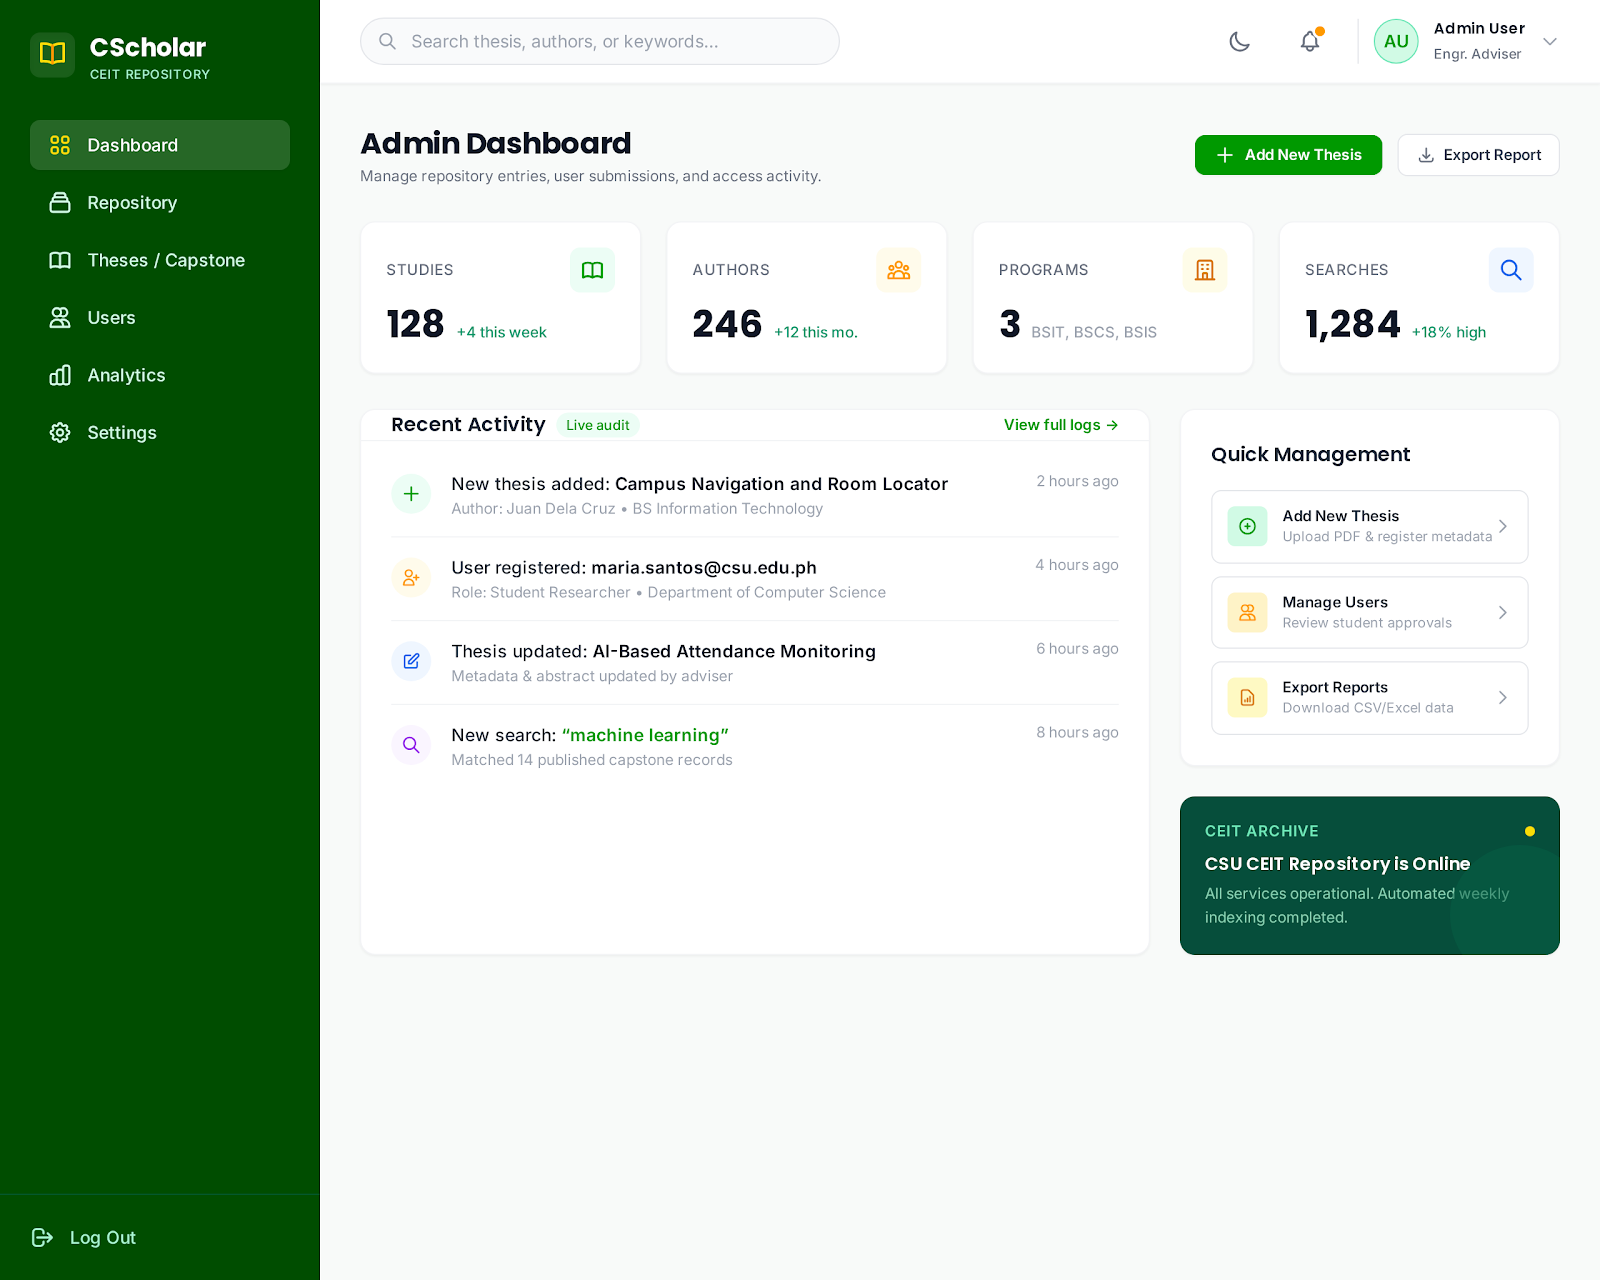 CScholar
CEIT REPOSITORY
Dashboard
Repository
Theses / Capstone
Users
Analytics
Settings
Log Out
Search thesis, authors, or keywords...
AU
Admin User
Engr. Adviser
Admin Dashboard
Manage repository entries, user submissions, and access activity.
Add New Thesis
Export Report
STUDIES
128 +4 this week
AUTHORS
246 +12 this mo.
PROGRAMS
3 BSIT, BSCS, BSIS
SEARCHES
1,284 +18% high
Recent Activity Live audit View full logs →
New thesis added: Campus Navigation and Room Locator 2 hours ago
Author: Juan Dela Cruz • BS Information Technology
User registered: maria.santos@csu.edu.ph 4 hours ago
Role: Student Researcher • Department of Computer Science
Thesis updated: AI-Based Attendance Monitoring 6 hours ago
Metadata & abstract updated by adviser
New search: “machine learning” 8 hours ago
Matched 14 published capstone records
Quick Management
Add New Thesis
Upload PDF & register metadata
Manage Users
Review student approvals
Export Reports
Download CSV/Excel data
CEIT ARCHIVE
CSU CEIT Repository is Online
All services operational. Automated weekly
indexing completed.